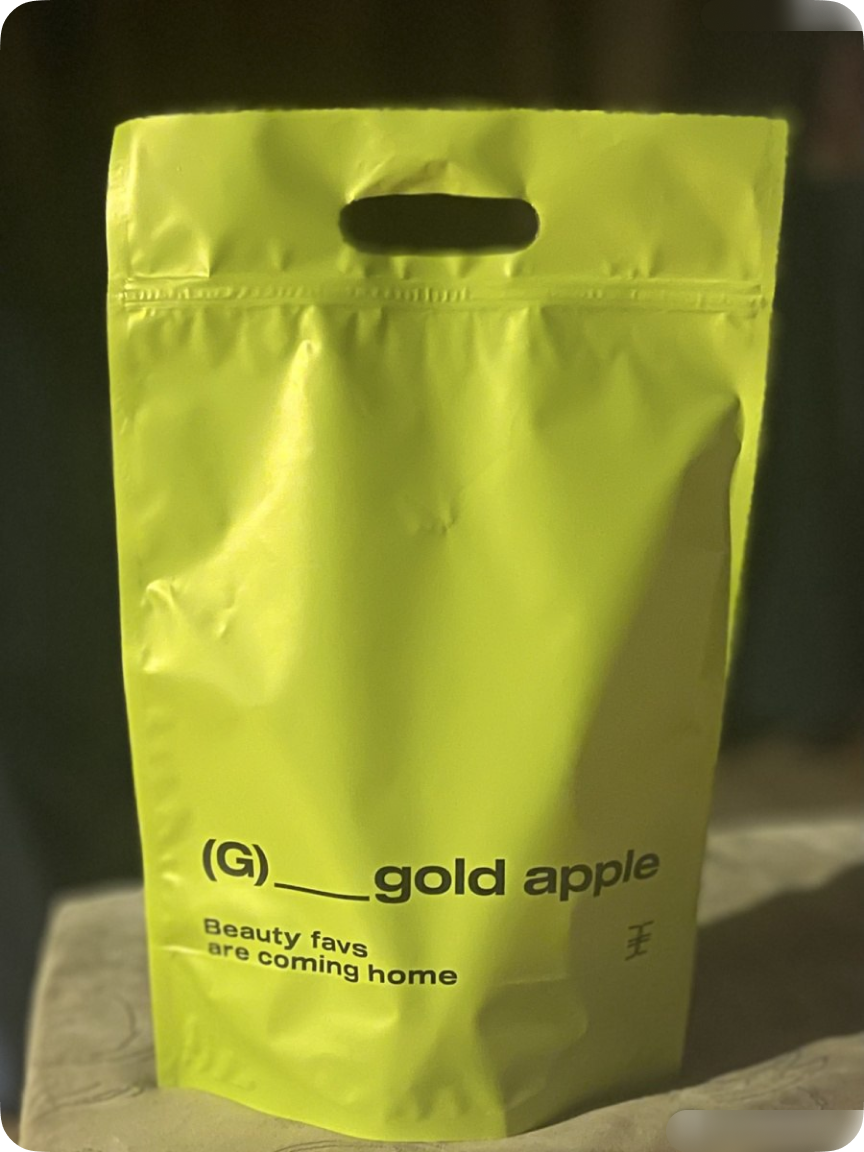 (G)___gold apple
Beauty favs
are coming home